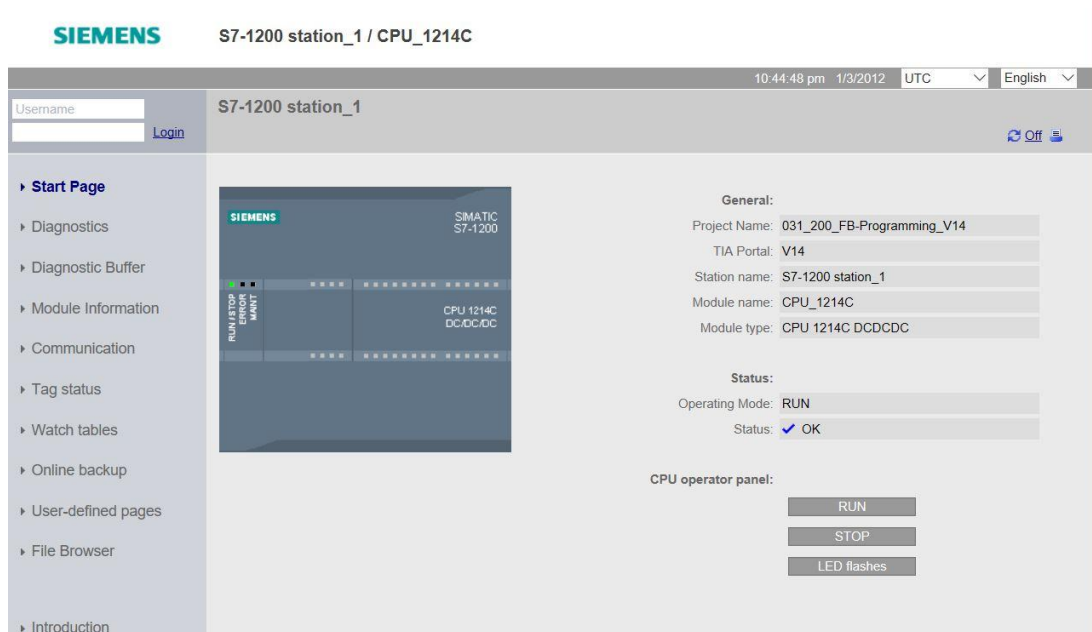 SIEMENS
S7-1200 station_1 / CPU_1214C
10:44:48 pm 1/3/2012 UTC English
Username
Login
S7-1200 station_1
Off
Start Page
Diagnostics
Diagnostic Buffer
Module Information
Communication
Tag status
Watch tables
Online backup
User-defined pages
File Browser
Introduction
SIEMENS
SIMATIC
S7-1200
RUN / STOP
ERROR
MAINT
CPU 1214C
DC/DC/DC
General:
Project Name: 031_200_FB-Programming_V14
TIA Portal: V14
Station name: S7-1200 station_1
Module name: CPU_1214C
Module type: CPU 1214C DCDCDC
Status:
Operating Mode: RUN
Status: OK
CPU operator panel:
RUN
STOP
LED flashes